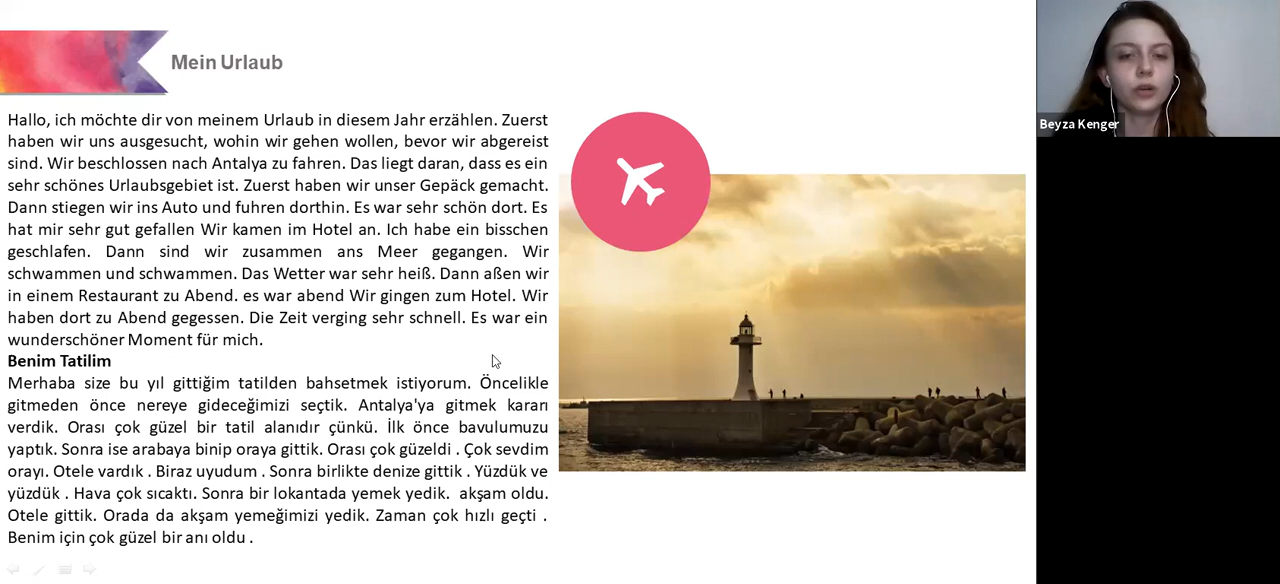 Mein Urlaub
Hallo, ich möchte dir von meinem Urlaub in diesem Jahr erzählen. Zuerst
haben wir uns ausgesucht, wohin wir gehen wollen, bevor wir abgereist
sind. Wir beschlossen nach Antalya zu fahren. Das liegt daran, dass es ein
sehr schönes Urlaubsgebiet ist. Zuerst haben wir unser Gepäck gemacht.
Dann stiegen wir ins Auto und fuhren dorthin. Es war sehr schön dort. Es
hat mir sehr gut gefallen Wir kamen im Hotel an. Ich habe ein bisschen
geschlafen. Dann sind wir zusammen ans Meer gegangen. Wir
schwammen und schwammen. Das Wetter war sehr heiß. Dann aßen wir
in einem Restaurant zu Abend. es war abend Wir gingen zum Hotel. Wir
haben dort zu Abend gegessen. Die Zeit verging sehr schnell. Es war ein
wunderschöner Moment für mich.
Benim Tatilim
Merhaba size bu yıl gittiğim tatilden bahsetmek istiyorum. Öncelikle
gitmeden önce nereye gideceğimizi seçtik. Antalya'ya gitmek kararı
verdik. Orası çok güzel bir tatil alanıdır çünkü. İlk önce bavulumuzu
yaptık. Sonra ise arabaya binip oraya gittik. Orası çok güzeldi . Çok sevdim
orayı. Otele vardık . Biraz uyudum . Sonra birlikte denize gittik . Yüzdük ve
yüzdük . Hava çok sıcaktı. Sonra bir lokantada yemek yedik. akşam oldu.
Otele gittik. Orada da akşam yemeğimizi yedik. Zaman çok hızlı geçti .
Benim için çok güzel bir anı oldu .
Beyza Kenger